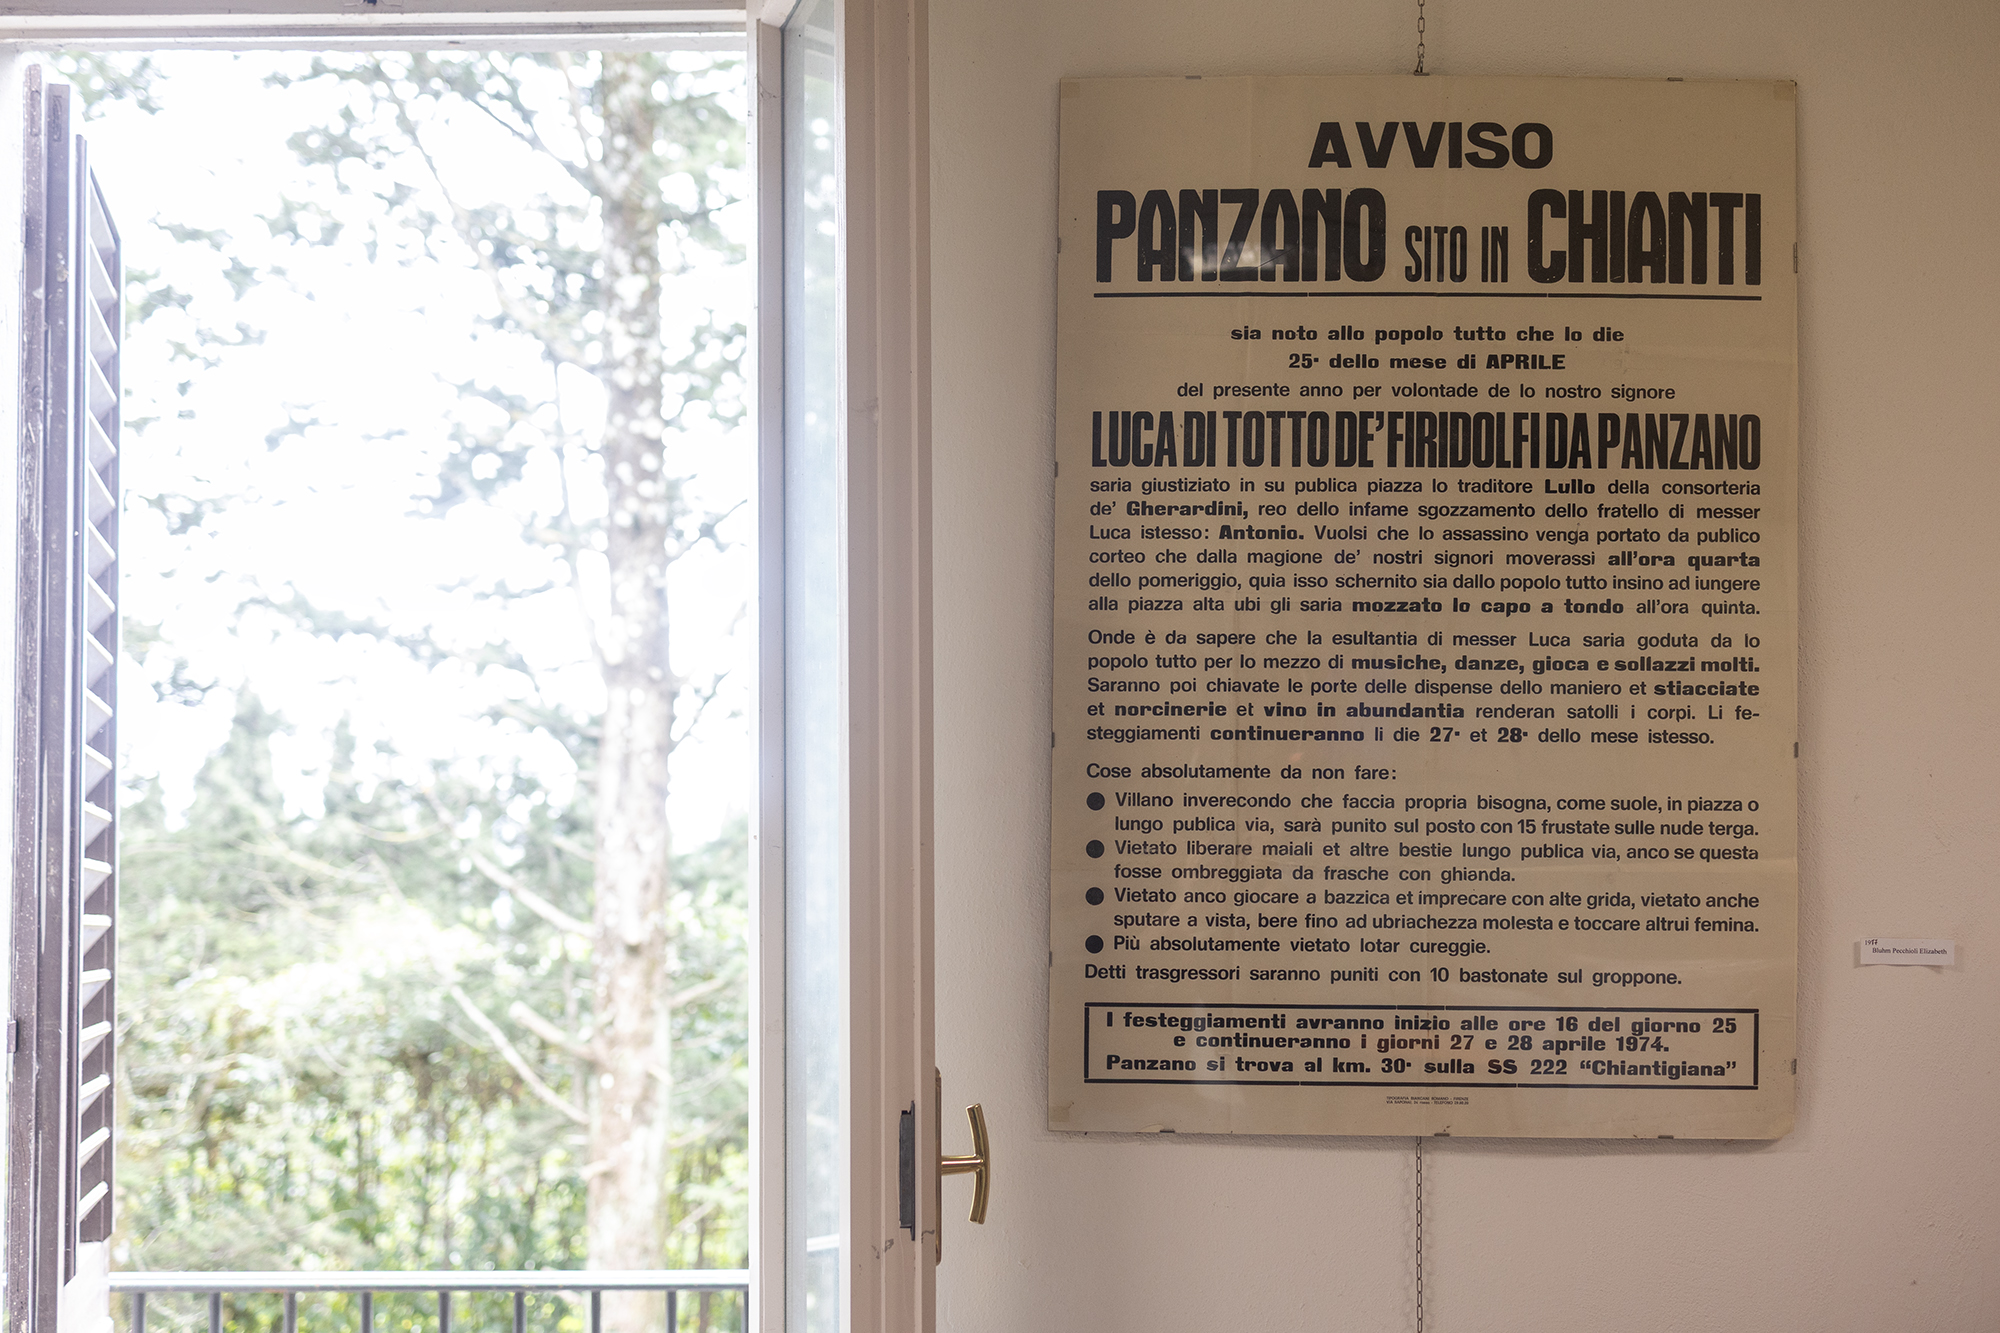 AVVISO
PANZANO SITO IN CHIANTI
sia noto allo popolo tutto che lo die
25° dello mese di APRILE
del presente anno per volontade de lo nostro signore
LUCA DI TOTTO DE' FIRIDOLFI DA PANZANO
saria giustiziato in su publica piazza lo traditore Lullo della consorteria
de' Gherardini, reo dello infame sgozzamento dello fratello di messer
Luca istesso: Antonio. Vuolsi che lo assassino venga portato da publico
corteo che dalla magione de' nostri signori moverassi all'ora quarta
dello pomeriggio, quia isso schernito sia dallo popolo tutto insino ad iungere
alla piazza alta ubi gli saria mozzato lo capo a tondo all'ora quinta.
Onde è da sapere che la esultantia di messer Luca saria goduta da lo
popolo tutto per lo mezzo di musiche, danze, gioca e sollazzi molti.
Saranno poi chiavate le porte delle dispense dello maniero et stiacciate
et norcinerie et vino in abundantia renderan satolli i corpi. Li fe-
steggiamenti continueranno li die 27° et 28° dello mese istesso.
Cose absolutamente da non fare:
● Villano inverecondo che faccia propria bisogna, come suole, in piazza o
lungo publica via, sarà punito sul posto con 15 frustate sulle nude terga.
● Vietato liberare maiali et altre bestie lungo publica via, anco se questa
fosse ombreggiata da frasche con ghianda.
● Vietato anco giocare a bazzica et imprecare con alte grida, vietato anche
sputare a vista, bere fino ad ubriachezza molesta e toccare altrui femina.
● Più absolutamente vietato lotar cureggie.
Detti trasgressori saranno puniti con 10 bastonate sul groppone.
I festeggiamenti avranno inizio alle ore 16 del giorno 25
e continueranno i giorni 27 e 28 aprile 1974.
Panzano si trova al km. 30° sulla SS 222 "Chiantigiana"
TIPOGRAFIA ROMANO - FIRENZE
Bluhm Pecchioli Elizabeth